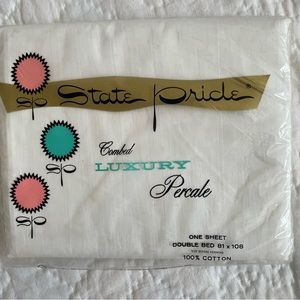 State Pride®
Combed
LUXURY
Percale
ONE SHEET
DOUBLE BED 81 x 108
100% COTTON